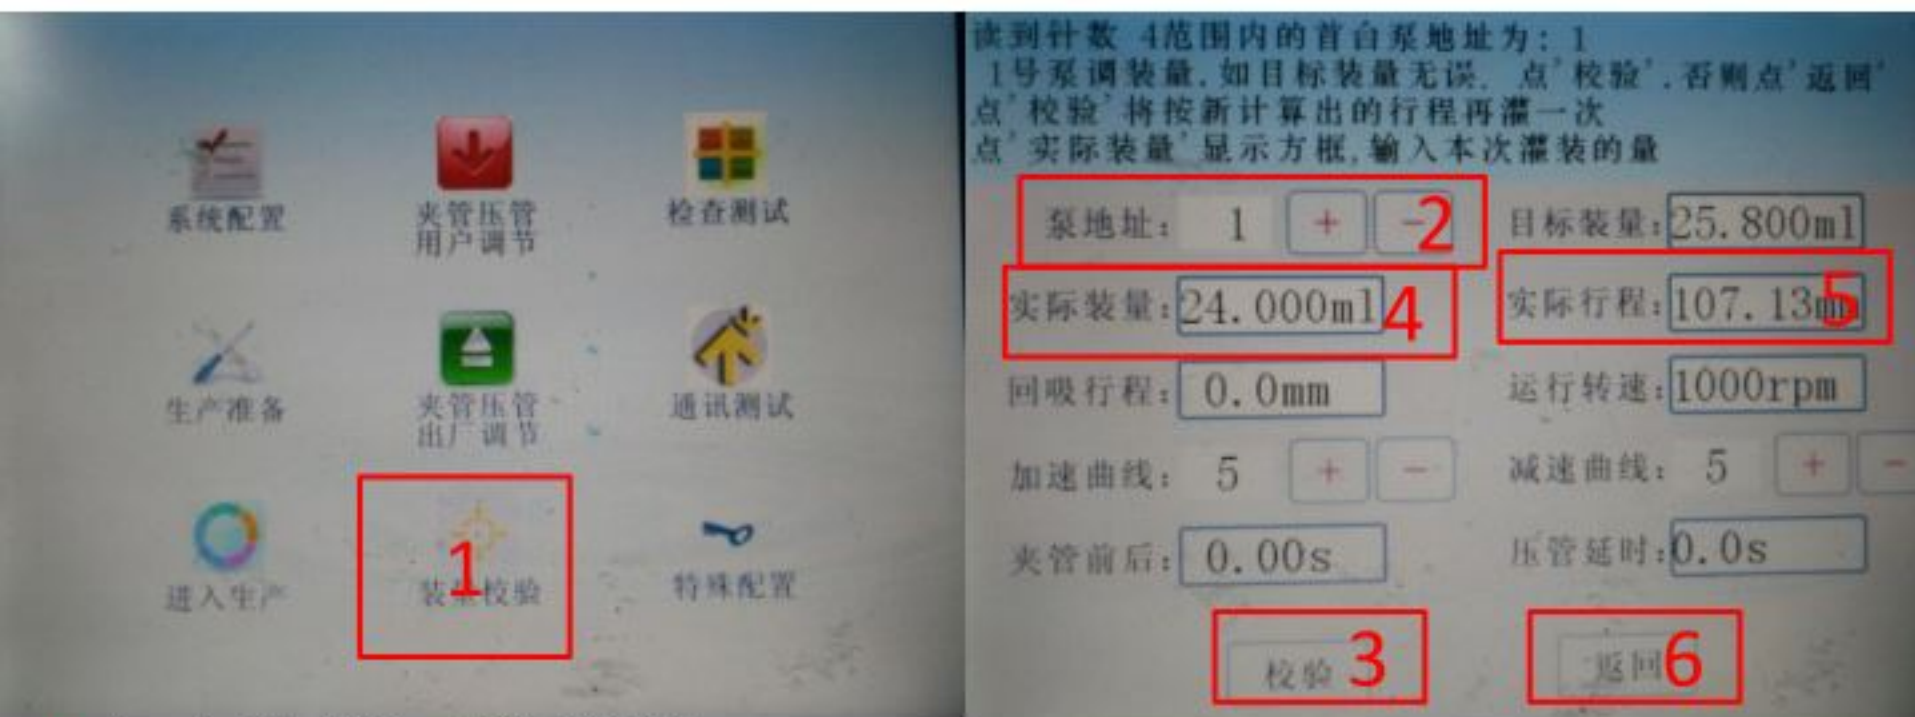 系统配置
夹管压管
用户调节
检查测试
生产准备
夹管压管
出厂调节
通讯测试
进入生产
1
装量校验
特殊配置
读到针数 4范围内的首台泵地址为: 1
1号泵调装量,如目标装量无误, 点'校验',否则点'返回'
点'校验'将按新计算出的行程再灌一次
点'实际装量'显示方框,输入本次灌装的量
泵地址: 1 + - 2
目标装量: 25.800ml
实际装量: 24.000ml 4
实际行程: 107.13mm 5
回吸行程: 0.0mm
运行转速: 1000rpm
加速曲线: 5 + -
减速曲线: 5 + -
夹管前后: 0.00s
压管延时: 0.0s
校验 3
返回 6